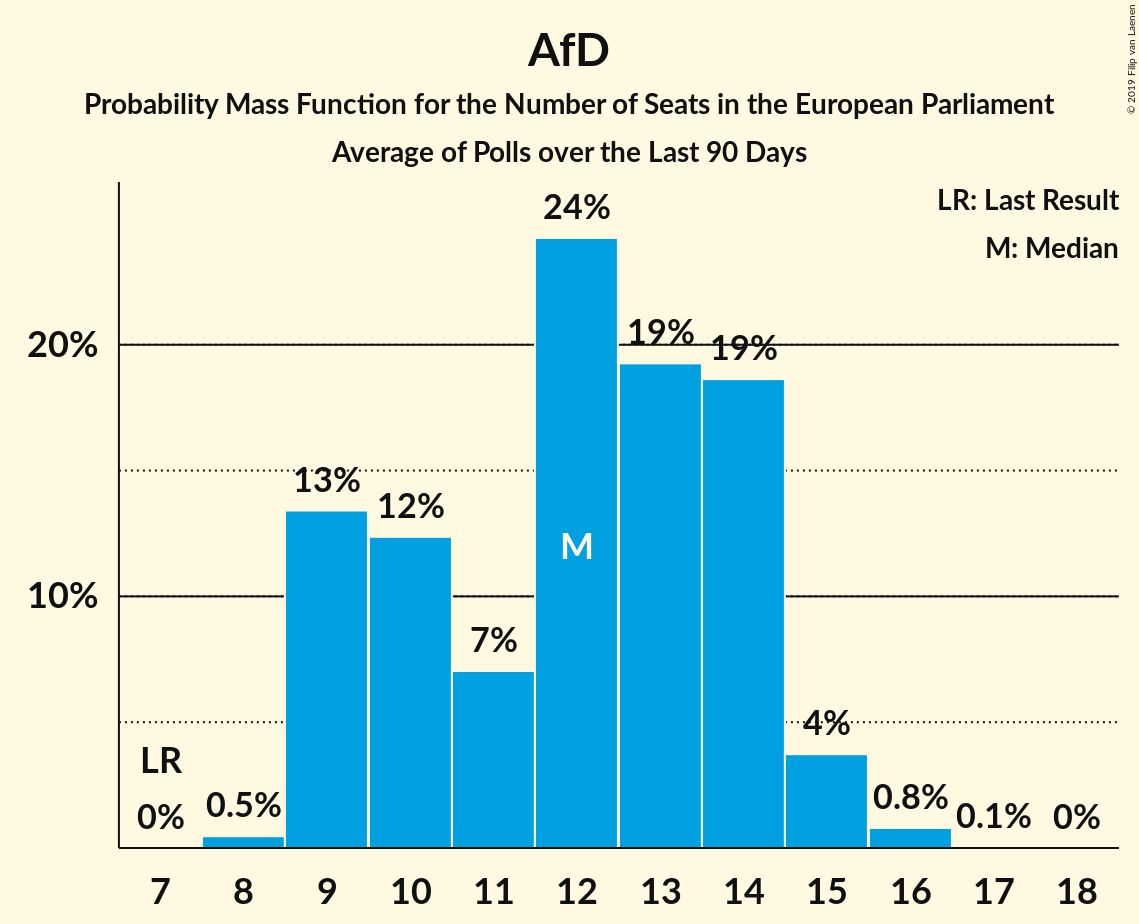 AfD
Probability Mass Function for the Number of Seats in the European Parliament
Average of Polls over the Last 90 Days
© 2019 Filip van Laenen
LR: Last Result
M: Median
24%
20%
19%
19%
13%
12%
M
10%
7%
4%
LR
0%
0.5%
0.8%
0.1%
0%
7 8 9 10 11 12 13 14 15 16 17 18